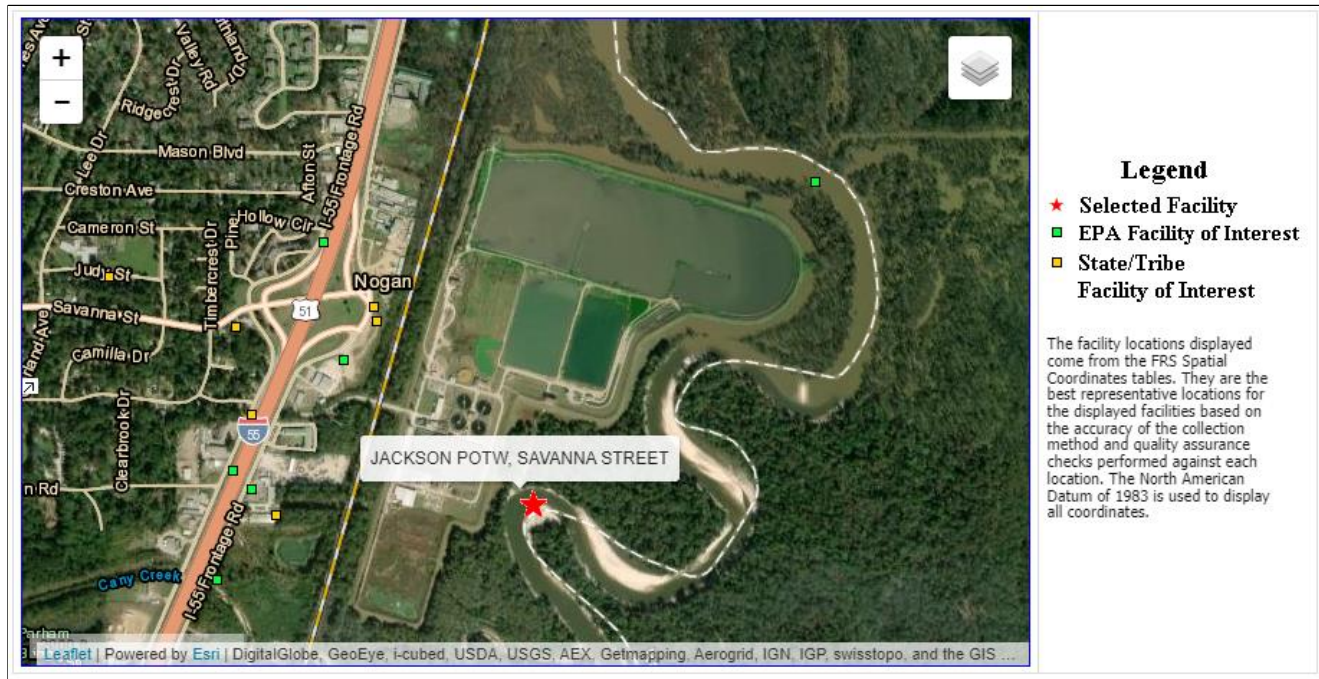 +
−
Valley Rd
Ridgecrest Dr
Lee Dr
Mason Blvd
Afton St
I-55 Frontage Rd
Creston Ave
Cameron St
Pine
Hollow Cir
Judy St
Timbercrest Dr
Nogan
51
Savanna St
Camilla Dr
Clearbrook Dr
55
JACKSON POTW, SAVANNA STREET
n Rd
I-55 Frontage Rd
Cany Creek
Parham
Leaflet | Powered by Esri | DigitalGlobe, GeoEye, i-cubed, USDA, USGS, AEX, Getmapping, Aerogrid, IGN, IGP, swisstopo, and the GIS ...
Legend
Selected Facility
EPA Facility of Interest
State/Tribe
Facility of Interest
The facility locations displayed
come from the FRS Spatial
Coordinates tables. They are the
best representative locations for
the displayed facilities based on
the accuracy of the collection
method and quality assurance
checks performed against each
location. The North American
Datum of 1983 is used to display
all coordinates.